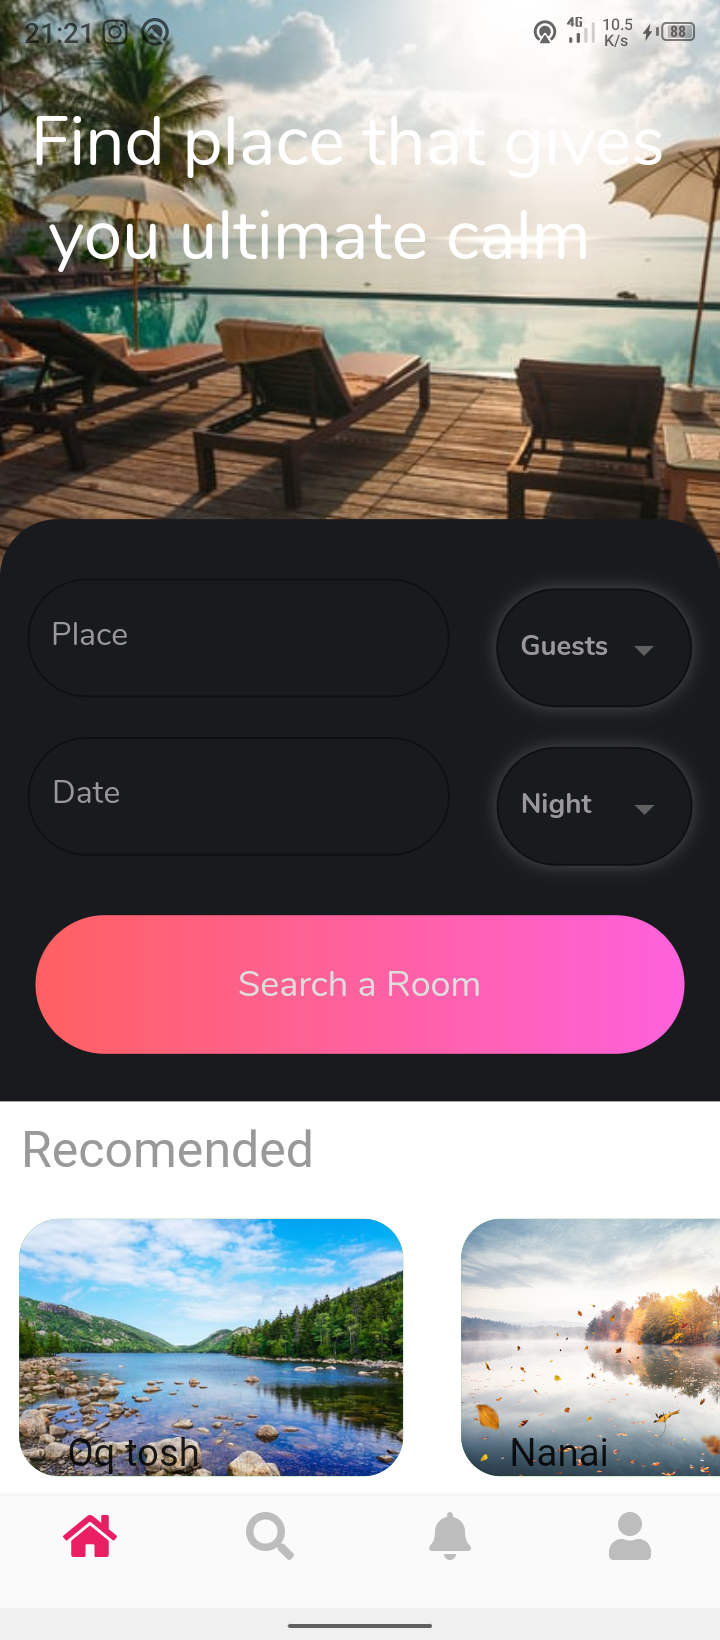 21:21
4G 10.5 K/s 88
Find place that gives
you ultimate calm
Place
Guests
Date
Night
Search a Room
Recomended
Oq tosh
Nanai